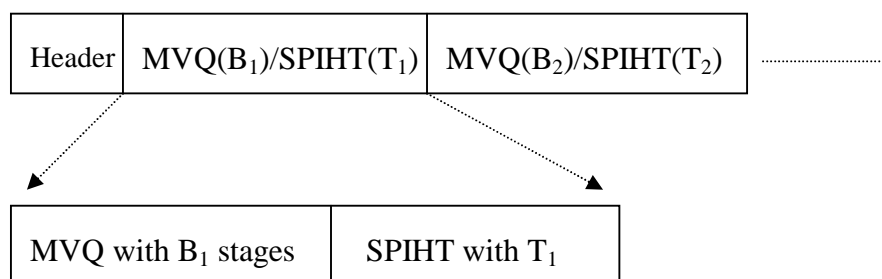 Header MVQ(B₁)/SPIHT(T₁) MVQ(B₂)/SPIHT(T₂)
MVQ with B₁ stages SPIHT with T₁